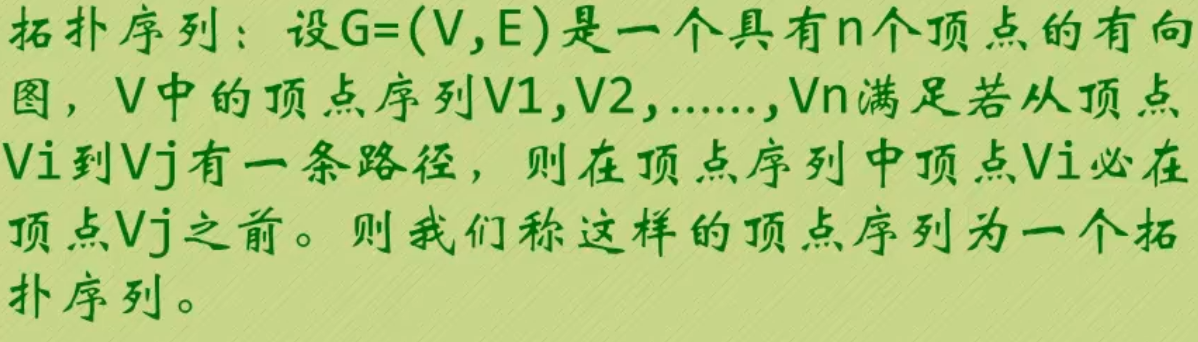 拓扑序列：设G=(V,E)是一个具有n个顶点的有向
图，V中的顶点序列V1,V2,……,Vn满足若从顶点
Vi到Vj有一条路径，则在顶点序列中顶点Vi必在
顶点Vj之前。则我们称这样的顶点序列为一个拓
扑序列。